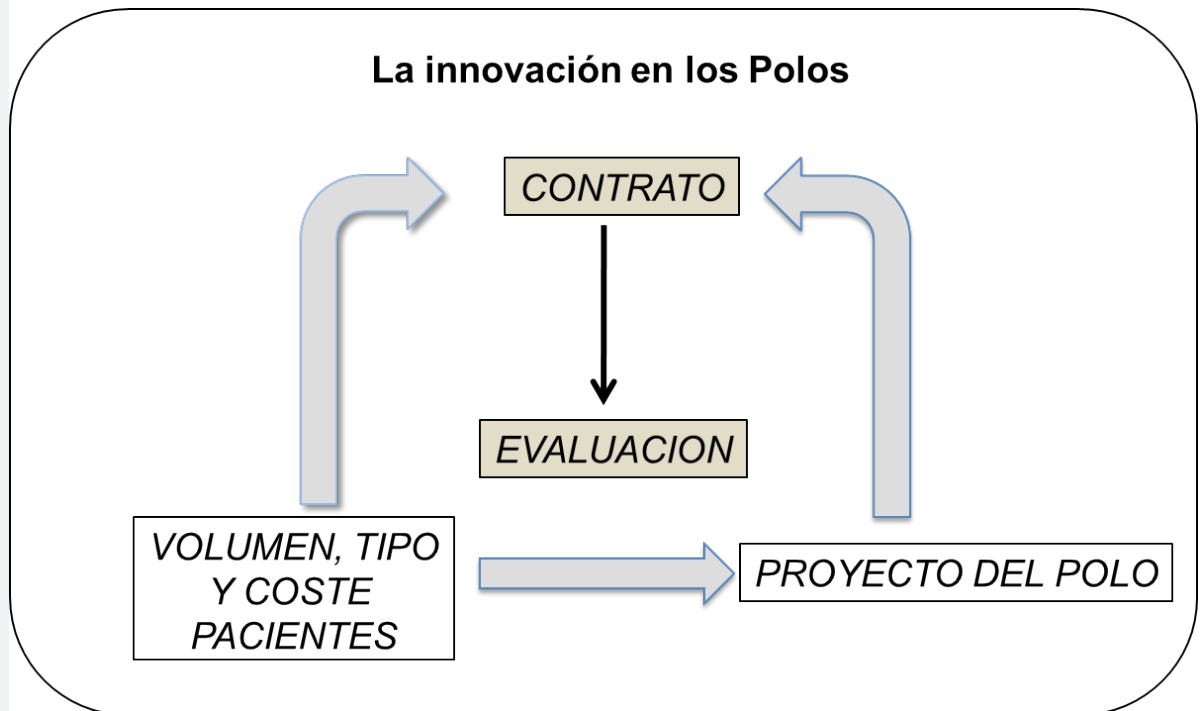 La innovación en los Polos
CONTRATO
EVALUACION
VOLUMEN, TIPO
Y COSTE
PACIENTES
PROYECTO DEL POLO